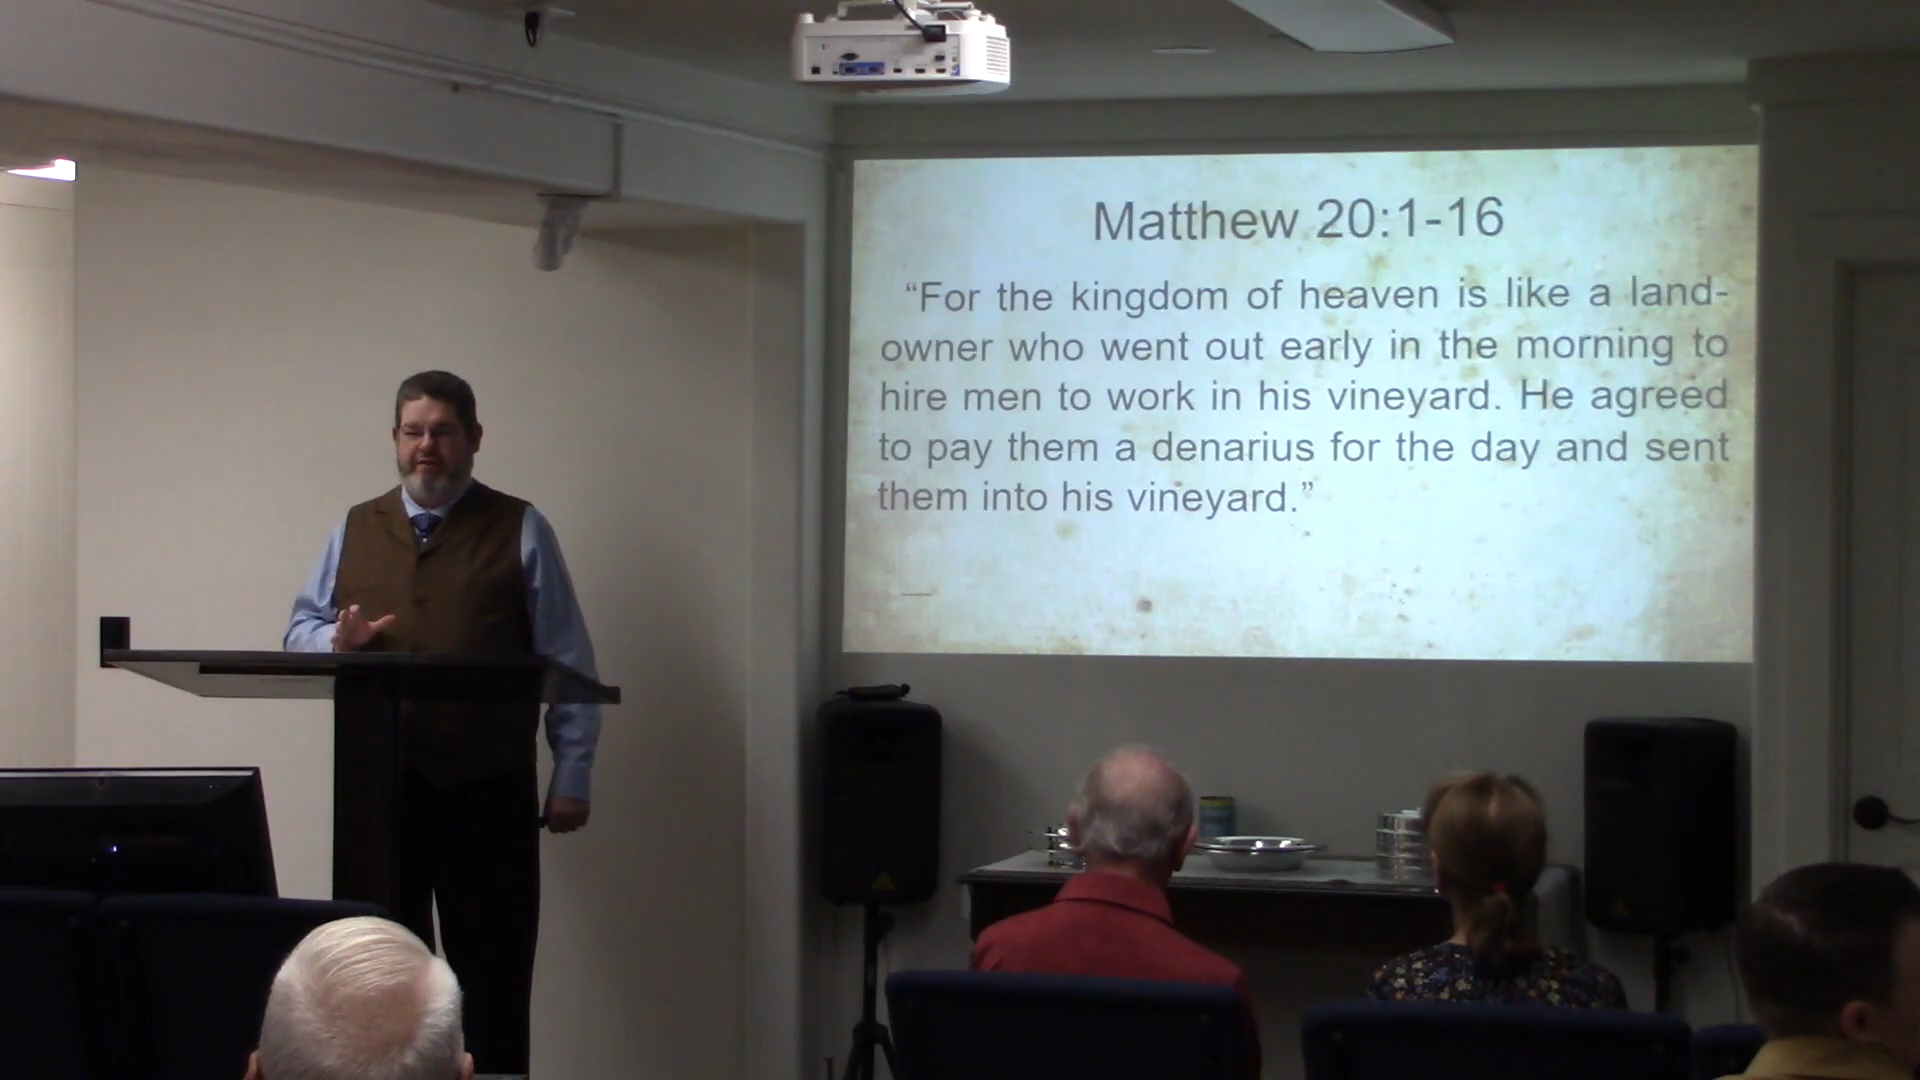 Matthew 20:1-16
“For the kingdom of heaven is like a land-
owner who went out early in the morning to
hire men to work in his vineyard. He agreed
to pay them a denarius for the day and sent
them into his vineyard.”